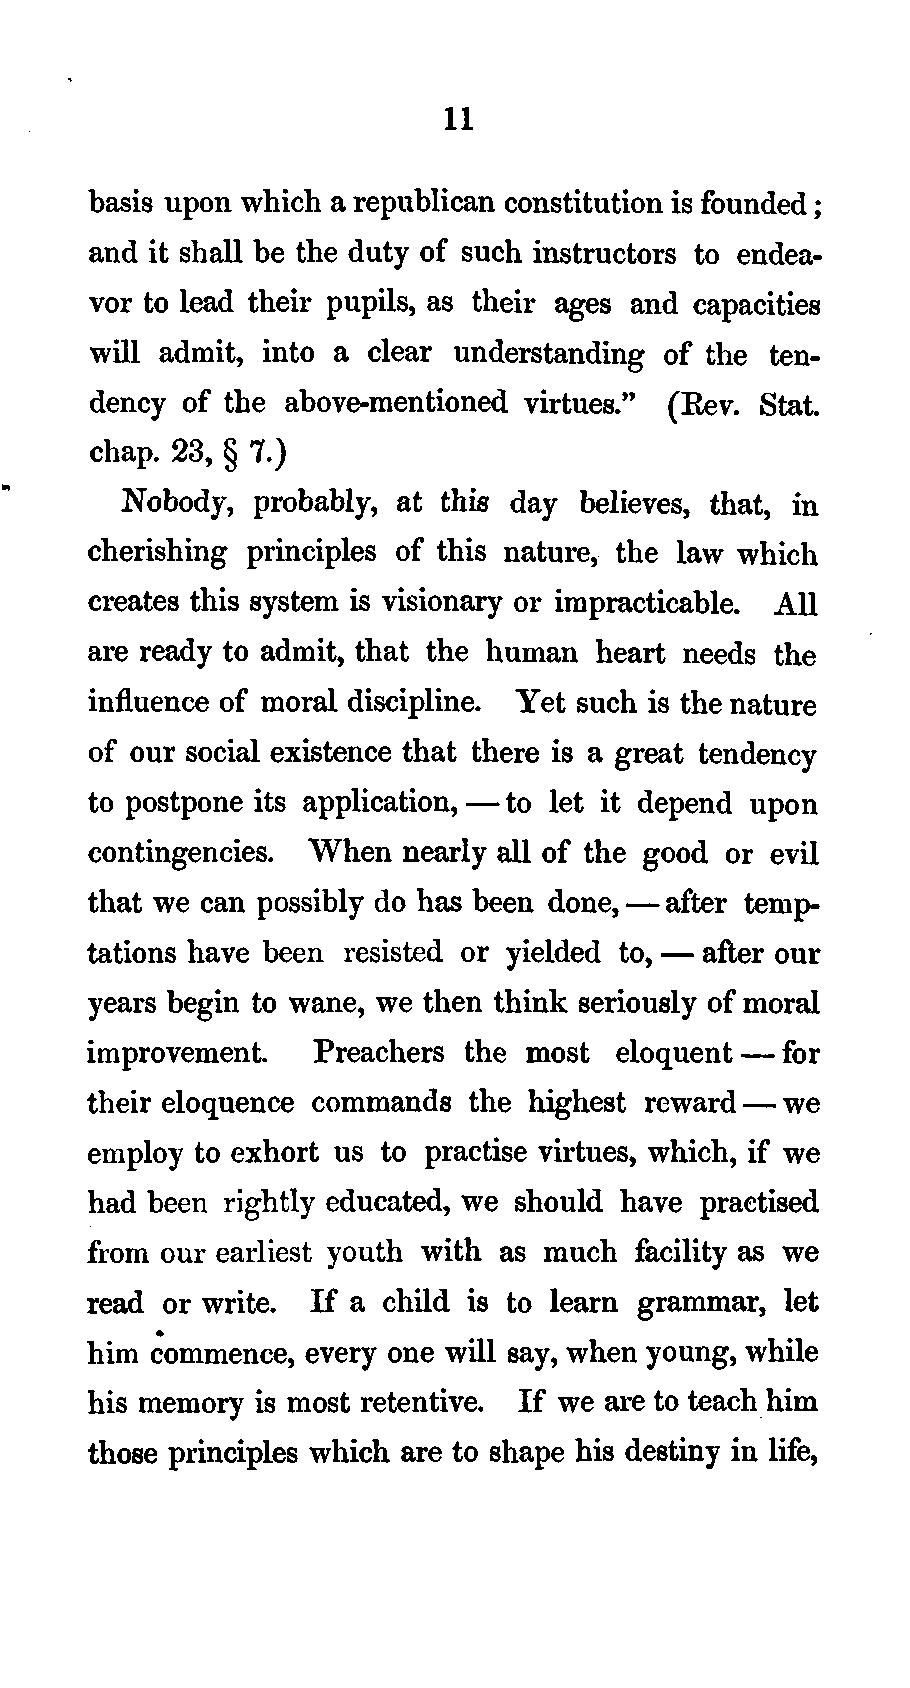 11
basis upon which a republican constitution is founded;
and it shall be the duty of such instructors to endea-
vor to lead their pupils, as their ages and capacities
will admit, into a clear understanding of the ten-
dency of the above-mentioned virtues." (Rev. Stat.
chap. 23, § 7.)
Nobody, probably, at this day believes, that, in
cherishing principles of this nature, the law which
creates this system is visionary or impracticable. All
are ready to admit, that the human heart needs the
influence of moral discipline. Yet such is the nature
of our social existence that there is a great tendency
to postpone its application, — to let it depend upon
contingencies. When nearly all of the good or evil
that we can possibly do has been done, — after temp-
tations have been resisted or yielded to, — after our
years begin to wane, we then think seriously of moral
improvement. Preachers the most eloquent — for
their eloquence commands the highest reward — we
employ to exhort us to practise virtues, which, if we
had been rightly educated, we should have practised
from our earliest youth with as much facility as we
read or write. If a child is to learn grammar, let
him commence, every one will say, when young, while
his memory is most retentive. If we are to teach him
those principles which are to shape his destiny in life,